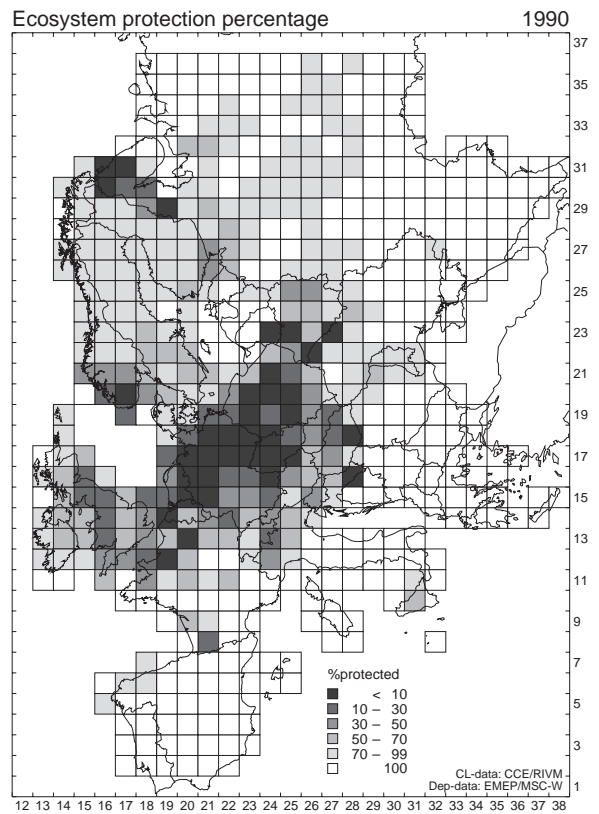 Ecosystem protection percentage 1990
37
35
33
31
29
27
25
23
21
19
17
15
13
11
9
7
5
3
1
%protected
< 10
10 – 30
30 – 50
50 – 70
70 – 99
100
CL-data: CCE/RIVM
Dep-data: EMEP/MSC-W
12 13 14 15 16 17 18 19 20 21 22 23 24 25 26 27 28 29 30 31 32 33 34 35 36 37 38